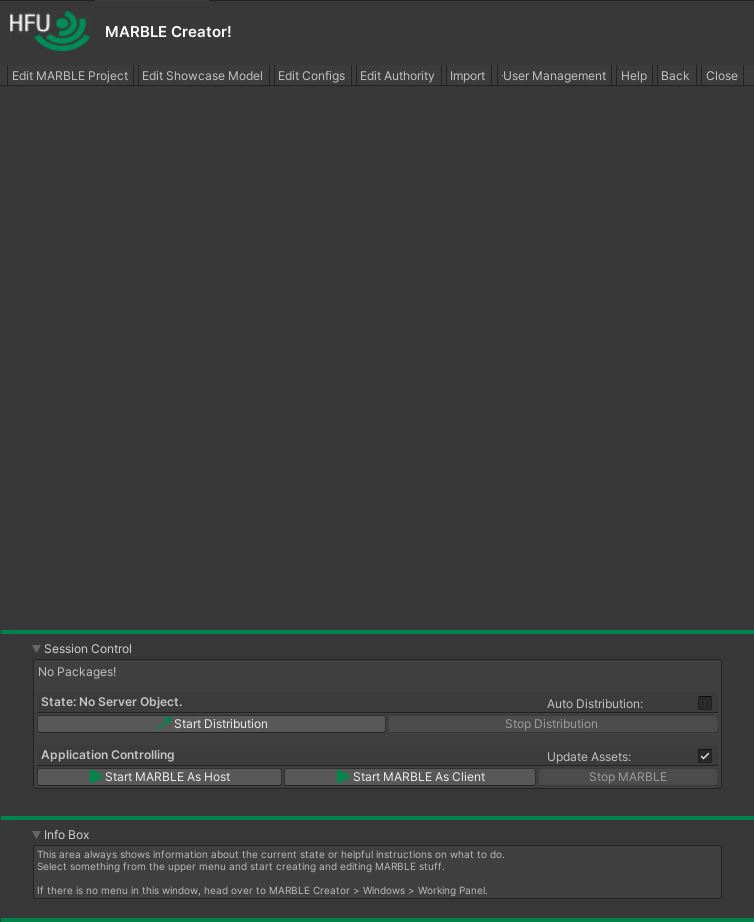 HFU
MARBLE Creator!
Edit MARBLE Project Edit Showcase Model Edit Configs Edit Authority Import User Management Help Back Close
Session Control
No Packages!
State: No Server Object. Auto Distribution:
Start Distribution Stop Distribution
Application Controlling Update Assets:
Start MARBLE As Host Start MARBLE As Client Stop MARBLE
Info Box
This area always shows information about the current state or helpful instructions on what to do.
Select something from the upper menu and start creating and editing MARBLE stuff.
If there is no menu in this window, head over to MARBLE Creator > Windows > Working Panel.